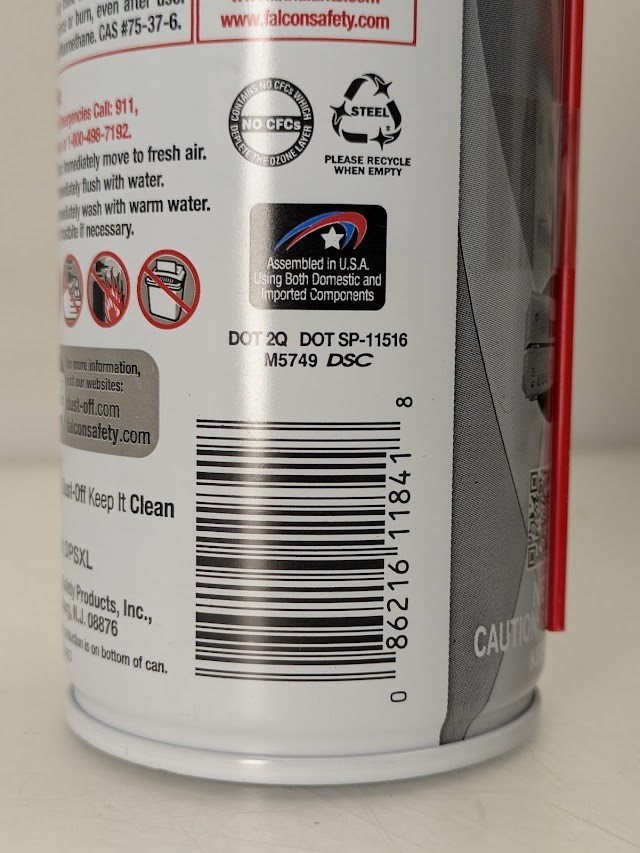 or burn, even after use.
CAS #75-37-6.
www.falconsafety.com
CONTAINS NO CFCs WHICH
NO CFCs
DEPLETE THE OZONE LAYER
STEEL
PLEASE RECYCLE
WHEN EMPTY
Emergencies Call: 911,
or 1-800-498-7192.
immediately move to fresh air.
immediately flush with water.
immediately wash with warm water.
if necessary.
Assembled in U.S.A.
Using Both Domestic and
Imported Components
DOT 2Q DOT SP-11516
M5749 DSC
For more information,
visit our websites:
dust-off.com
falconsafety.com
Dust-Off Keep It Clean
DPSXL
Safety Products, Inc.,
N.J. 08876
is on bottom of can.
0 86216 11841 8
CAUTION